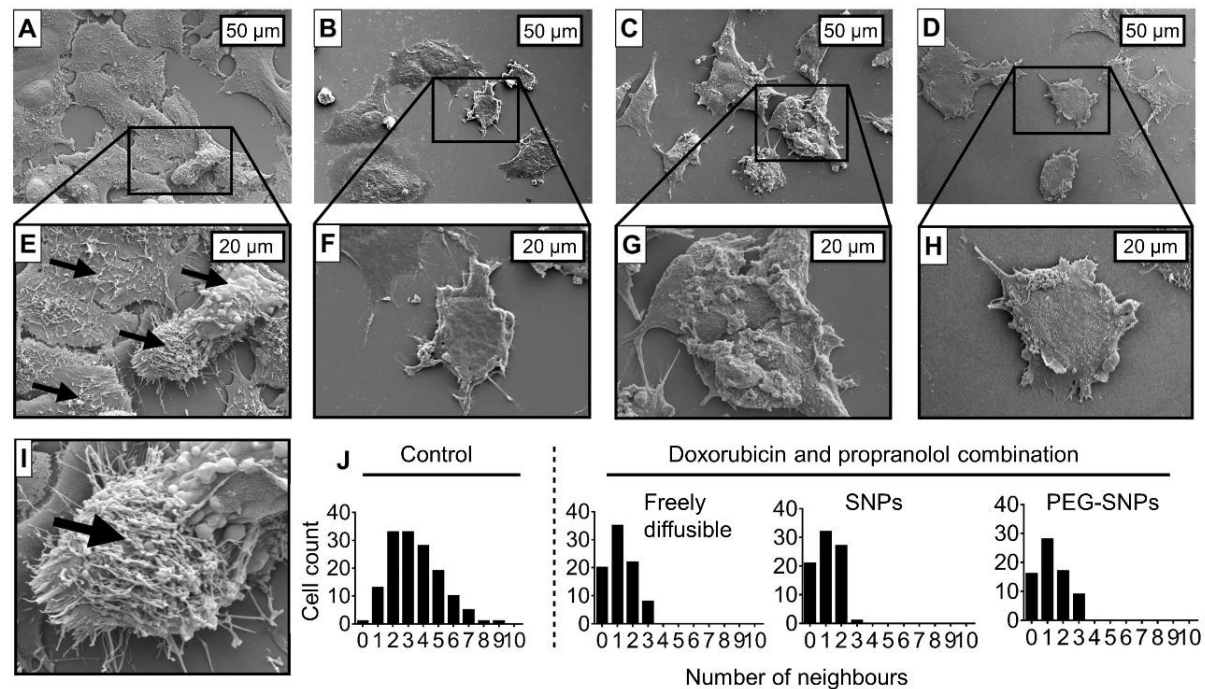 A
50 µm
B
50 µm
C
50 µm
D
50 µm
E
20 µm
F
20 µm
G
20 µm
H
20 µm
I
J
Control
Doxorubicin and propranolol combination
Freely
diffusible
SNPs
PEG-SNPs
Cell count
40
30
20
10
0
0 1 2 3 4 5 6 7 8 9 10
40
30
20
10
0
0 1 2 3 4 5 6 7 8 9 10
40
30
20
10
0
0 1 2 3 4 5 6 7 8 9 10
40
30
20
10
0
0 1 2 3 4 5 6 7 8 9 10
Number of neighbours